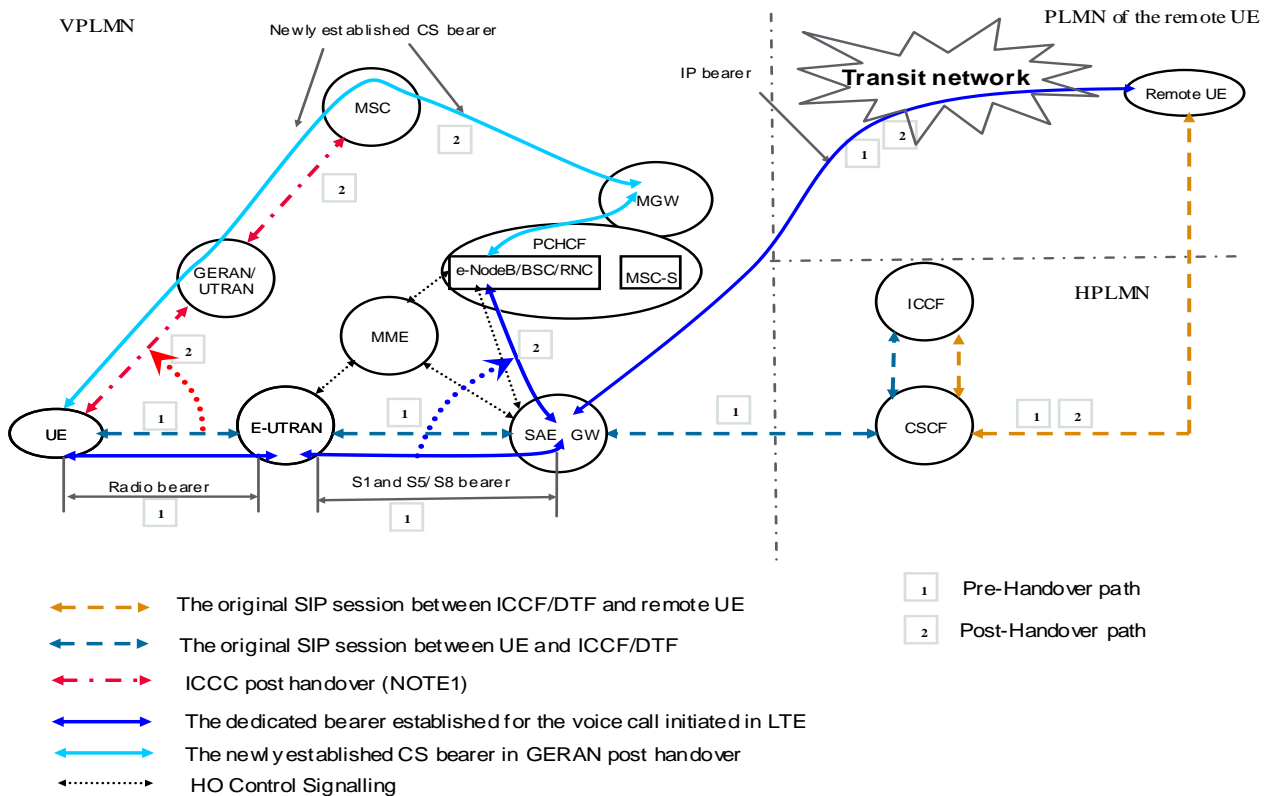 VPLMN
PLMN of the remote UE
Newly established CS bearer
IP bearer
Transit network
Remote UE
MSC
2
1
2
2
MGW
PCHCF
GERAN/
UTRAN
e-NodeB/BSC/RNC
MSC-S
HPLMN
ICCF
MME
2
2
1
1
1
1
2
UE
E-UTRAN
SAE GW
CSCF
Radio bearer
S1and S5/ S8 bearer
1
1
The original SIP session between ICCF/DTF and remote UE
1
Pre-Handover path
The original SIP session between UE and ICCF/DTF
2
Post-Handover path
ICCC post handover (NOTE1)
The dedicated bearer established for the voice call initiated in LTE
The newly established CS bearer in GERAN post handover
HO Control Signalling